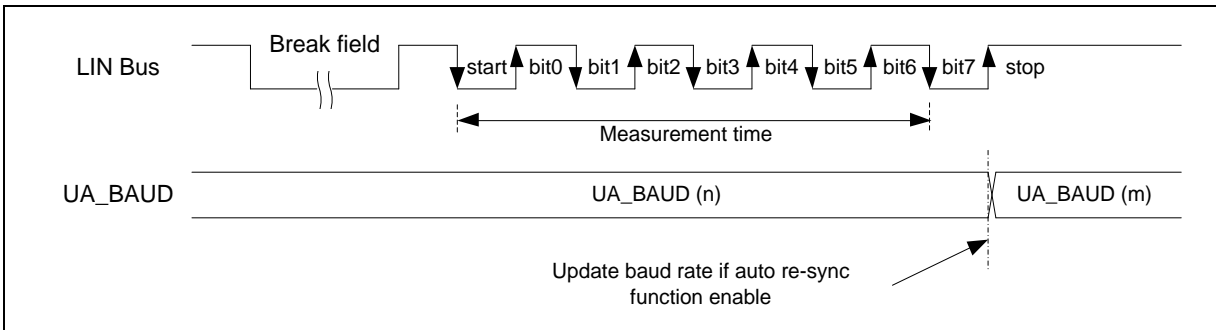 LIN Bus
Break field
start bit0 bit1 bit2 bit3 bit4 bit5 bit6 bit7 stop
Measurement time
UA_BAUD
UA_BAUD (n)
UA_BAUD (m)
Update baud rate if auto re-sync
function enable